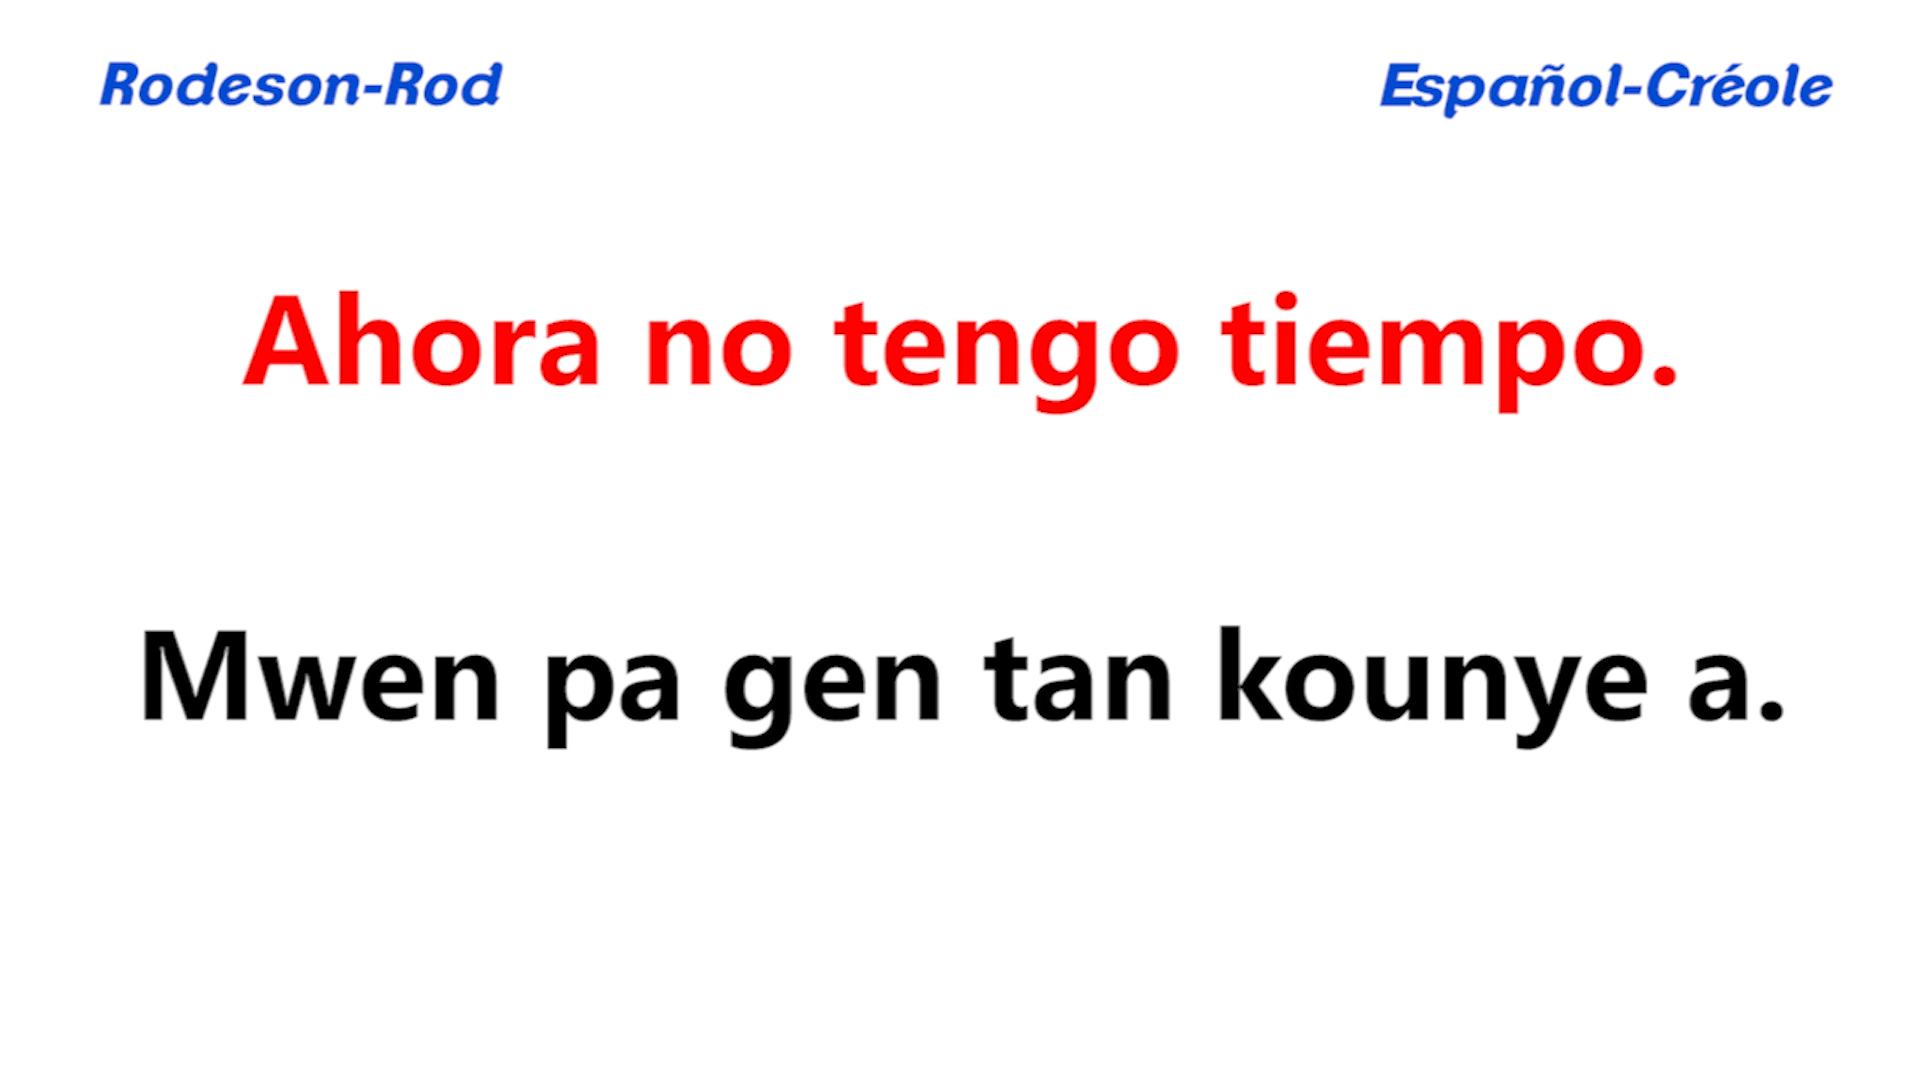 Rodeson-Rod Español-Créole
Ahora no tengo tiempo.
Mwen pa gen tan kounye a.